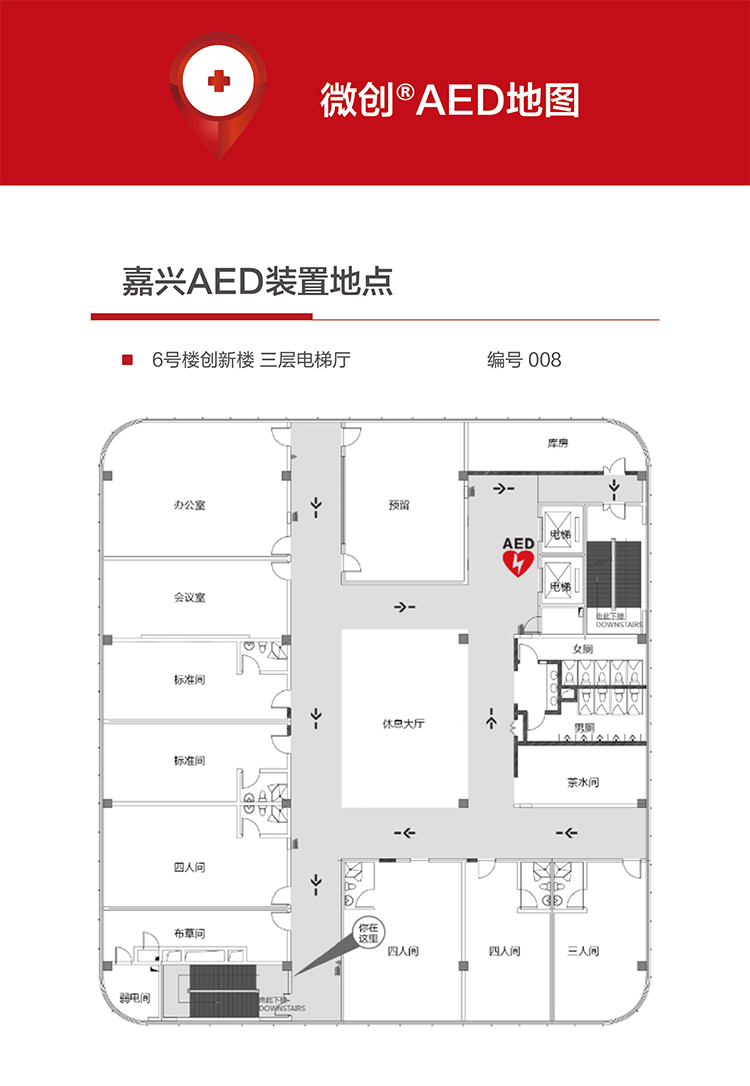 微创®AED地图
嘉兴AED装置地点
6号楼创新楼 三层电梯厅
编号 008
库房
办公室
预留
电梯
AED
电梯
会议室
由此下楼
DOWNSTAIRS
女厕
标准间
休息大厅
男厕
标准间
茶水间
四人间
布草间
你在
这里
四人间
四人间
三人间
弱电间
由此下楼
DOWNSTAIRS